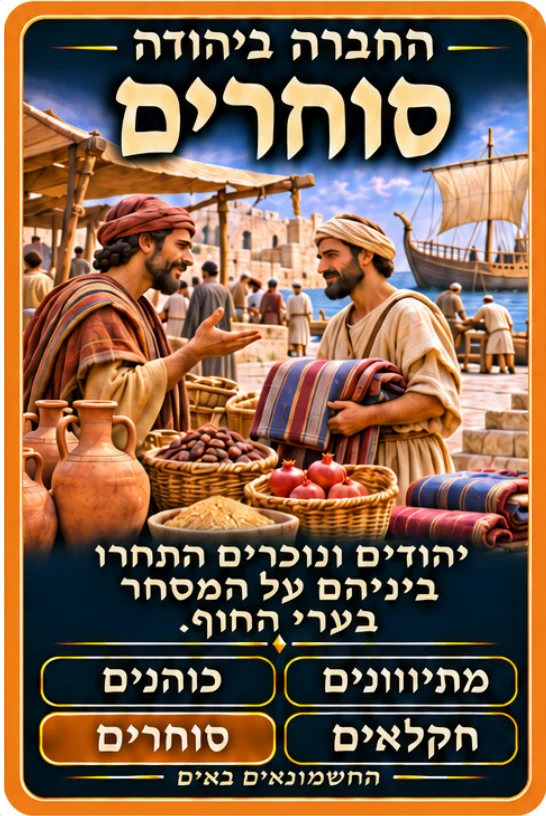 החברה ביהודה
סוחרים
יהודים ונוכרים התחרו
ביניהם על המסחר
בערי החוף.
מתיוונים
כוהנים
חקלאים
סוחרים
החשמונאים באים